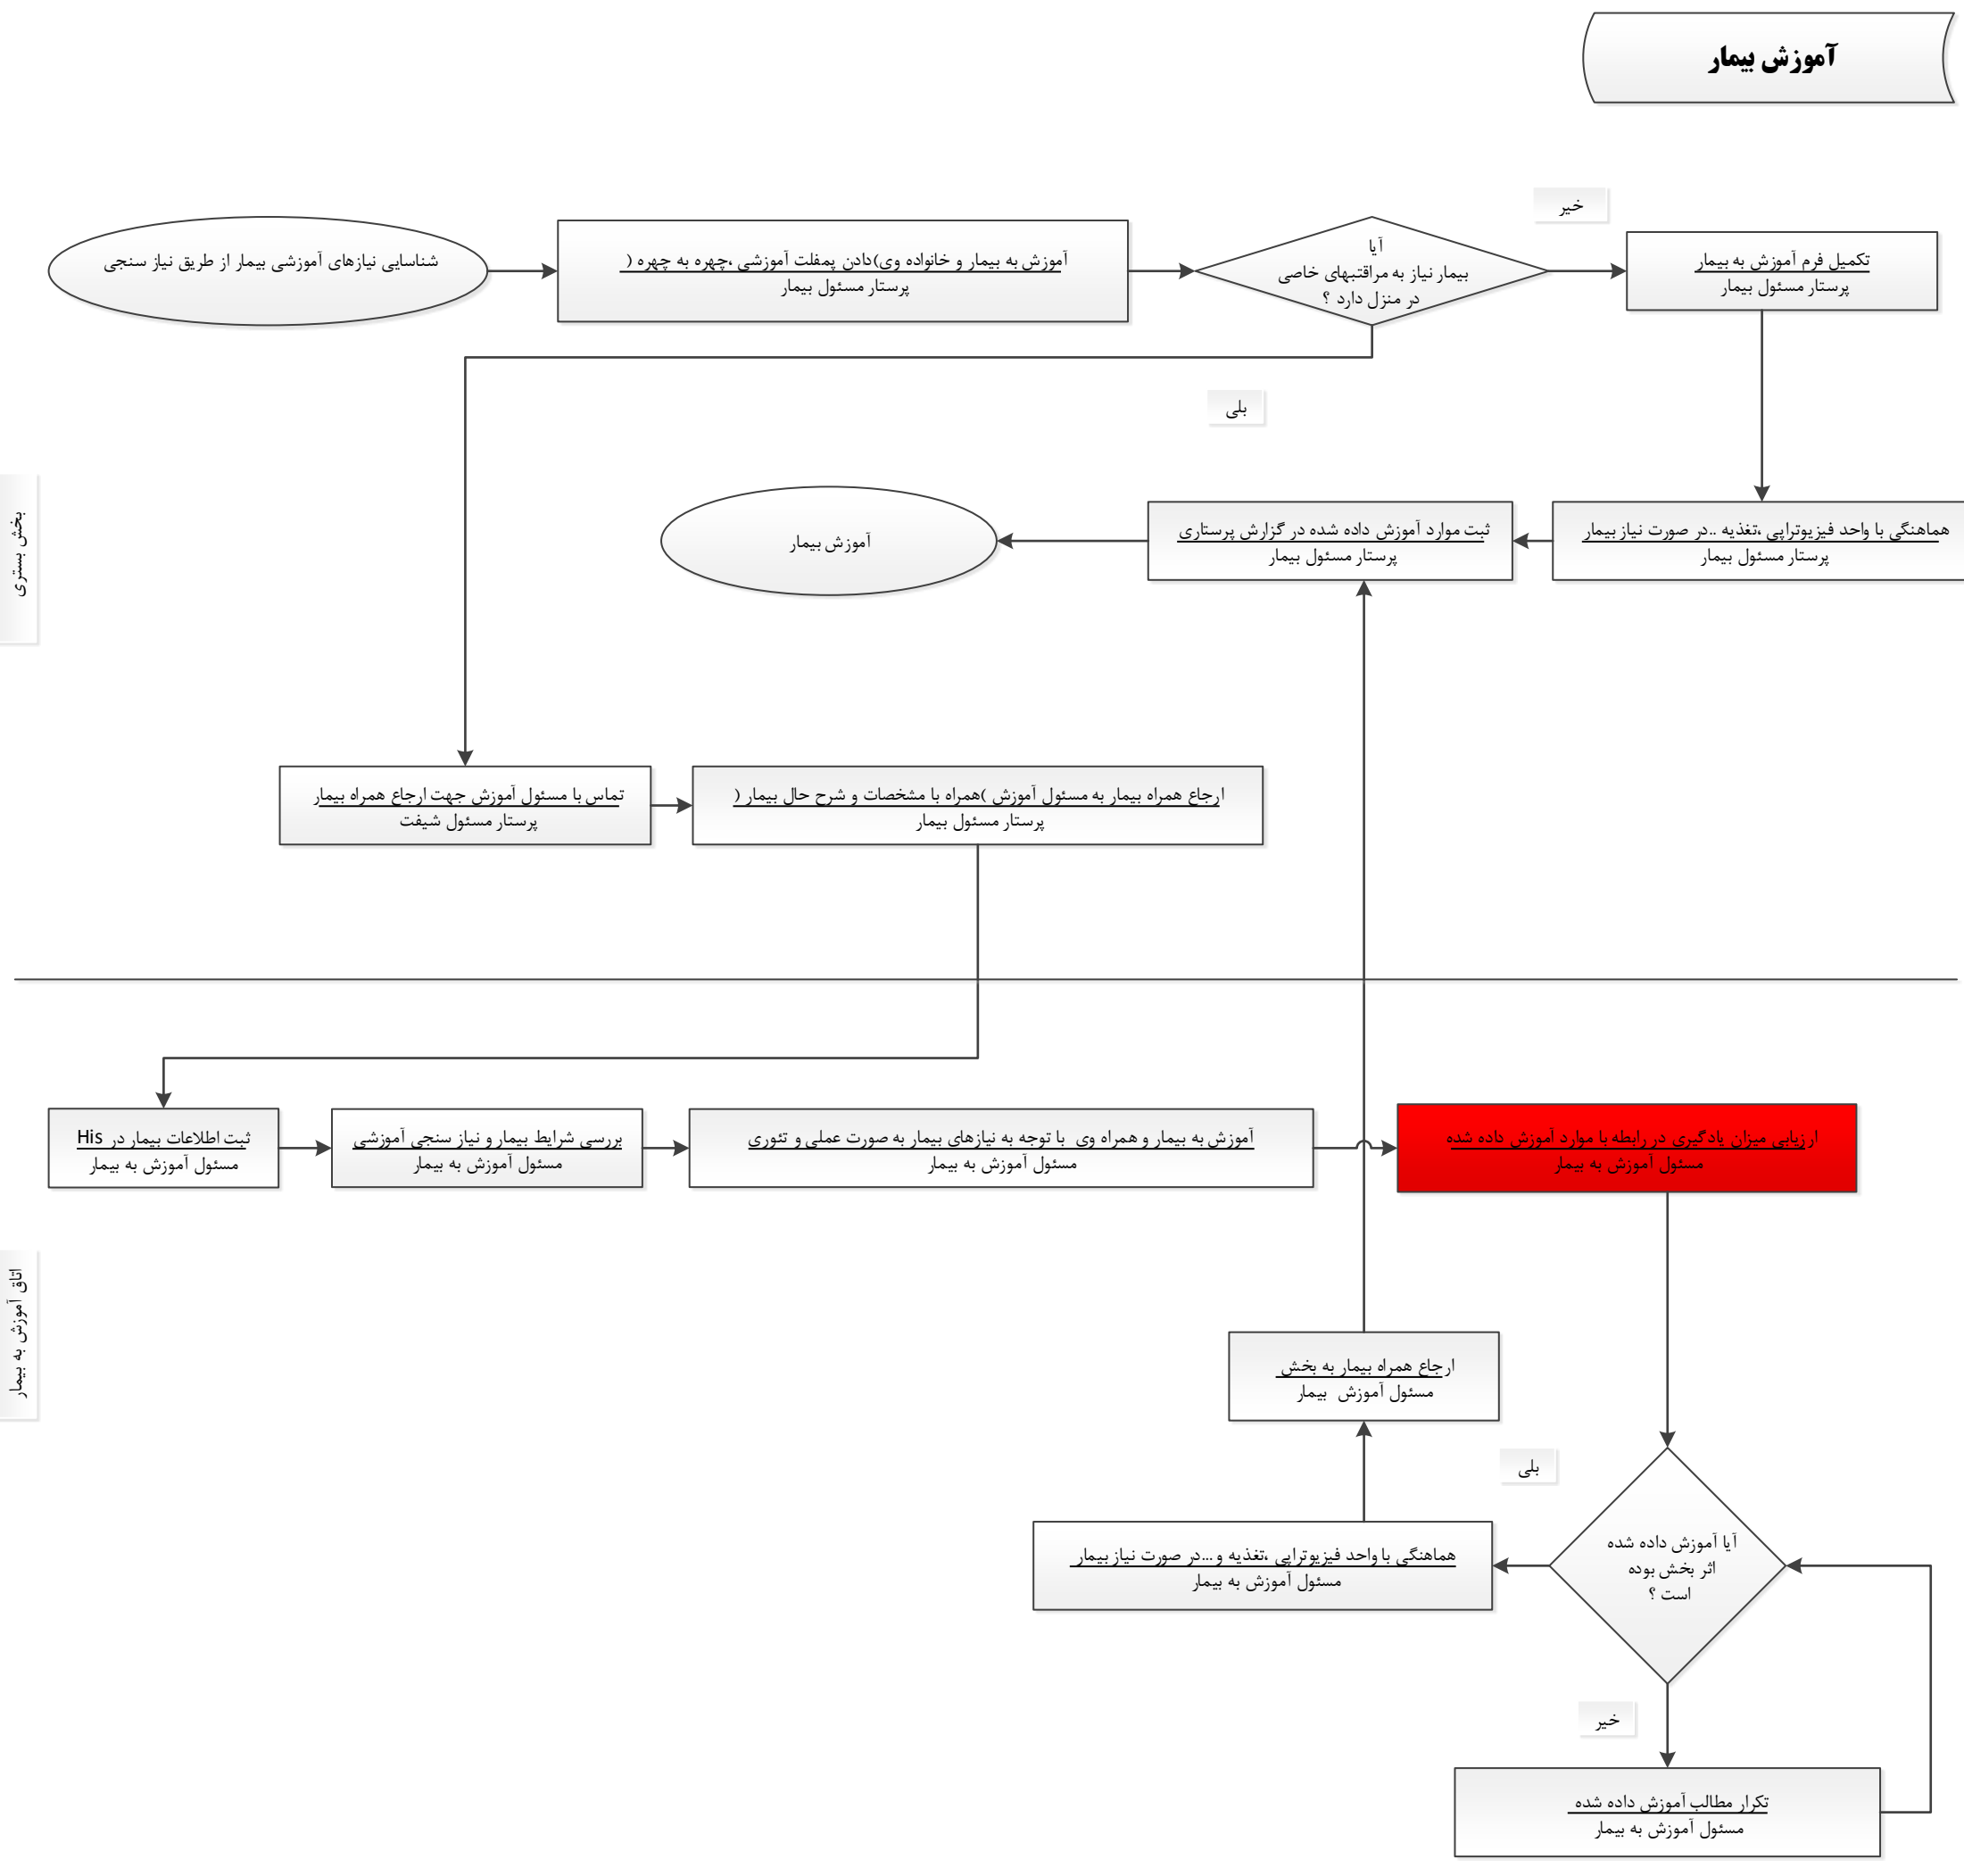 آموزش بیمار
خیر
شناسایی نیازهای آموزشی بیمار از طریق نیاز سنجی
آموزش به بیمار و خانواده وی)دادن پمفلت آموزشی ،چهره به چهره (
پرستار مسئول بیمار
آیا
بیمار نیاز به مراقتبهای خاصی
در منزل دارد ؟
تکمیل فرم آموزش به بیمار
پرستار مسئول بیمار
بلی
بخش بستری
هماهنگی با واحد فیزیوتراپی ،تغذیه ..در صورت نیاز بیمار
پرستار مسئول بیمار
ثبت موارد آموزش داده شده در گزارش پرستاری
پرستار مسئول بیمار
آموزش بیمار
تماس با مسئول آموزش جهت ارجاع همراه بیمار
پرستار مسئول شیفت
ارجاع همراه بیمار به مسئول آموزش )همراه با مشخصات و شرح حال بیمار (
پرستار مسئول بیمار
ثبت اطلاعات بیمار در His
مسئول آموزش به بیمار
بررسی شرایط بیمار و نیاز سنجی آموزشی
مسئول آموزش به بیمار
آموزش به بیمار و همراه وی با توجه به نیازهای بیمار به صورت عملی و تئوری
مسئول آموزش به بیمار
ارزیابی میزان یادگیری در رابطه با موارد آموزش داده شده
مسئول آموزش به بیمار
اتاق آموزش به بیمار
ارجاع همراه بیمار به بخش
مسئول آموزش بیمار
بلی
آیا آموزش داده شده
اثر بخش بوده
است ؟
هماهنگی با واحد فیزیوتراپی ،تغذیه و...در صورت نیاز بیمار
مسئول آموزش به بیمار
خیر
تکرار مطالب آموزش داده شده
مسئول آموزش به بیمار